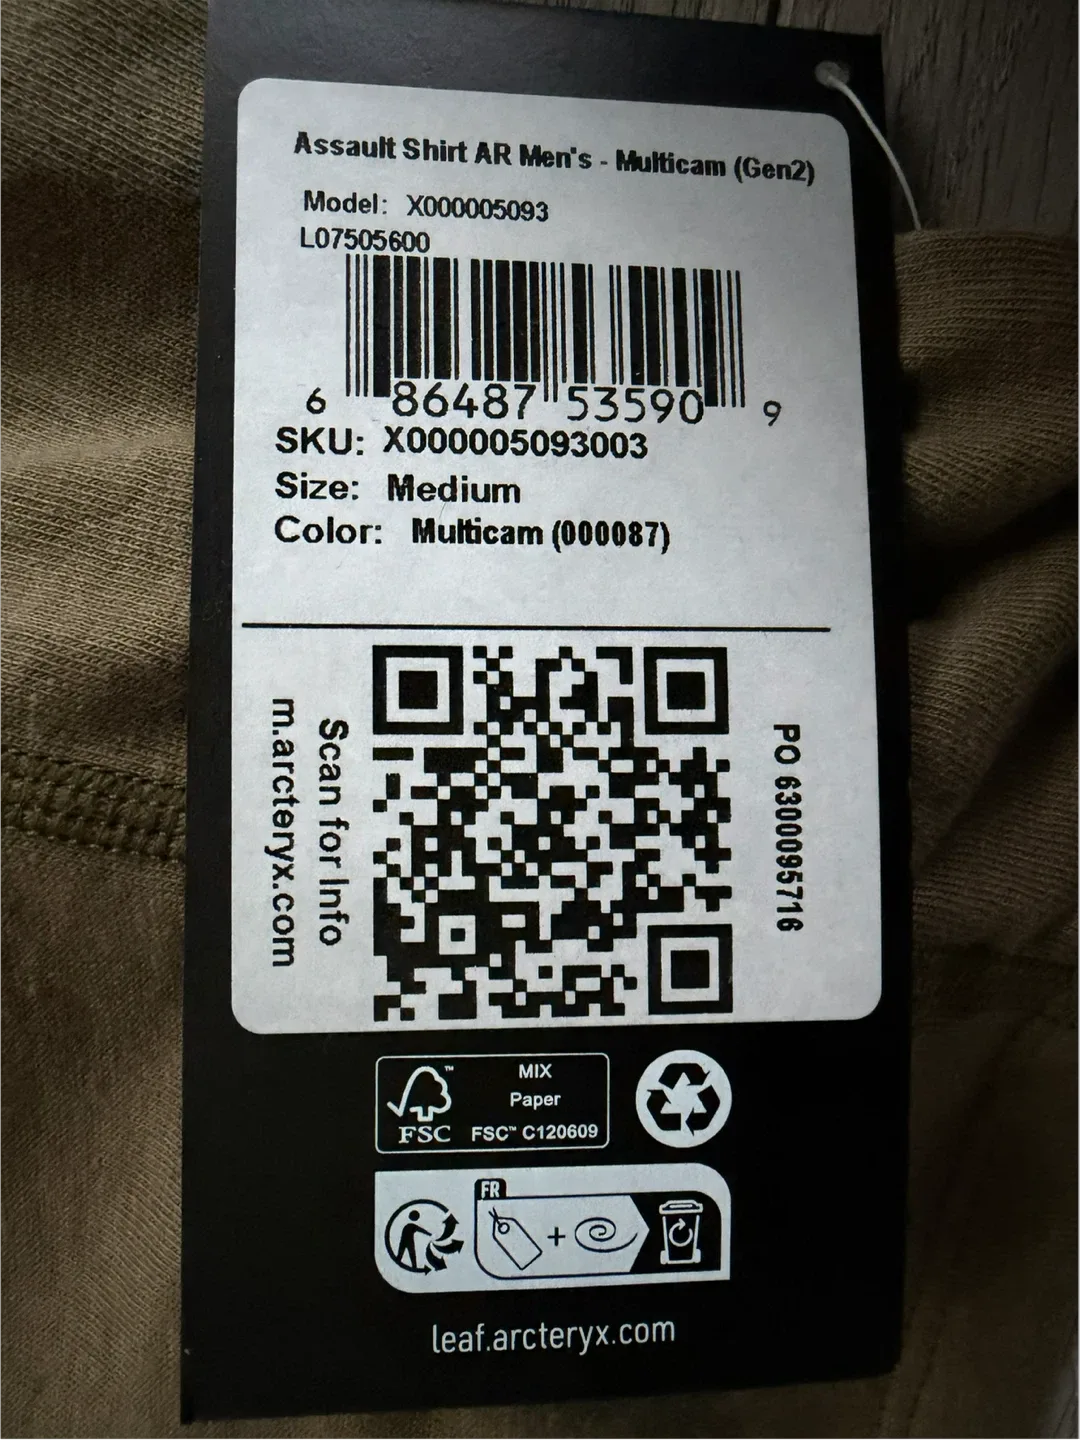 Assault Shirt AR Men's - Multicam (Gen2)
Model: X000005093
L07505600
6 86487 53590 9
SKU: X000005093003
Size: Medium
Color: Multicam (000087)
Scan for Info
m.arcteryx.com
PO 6300095716
FSC™
MIX
Paper
FSC™ C120609
FR
+
leaf.arcteryx.com